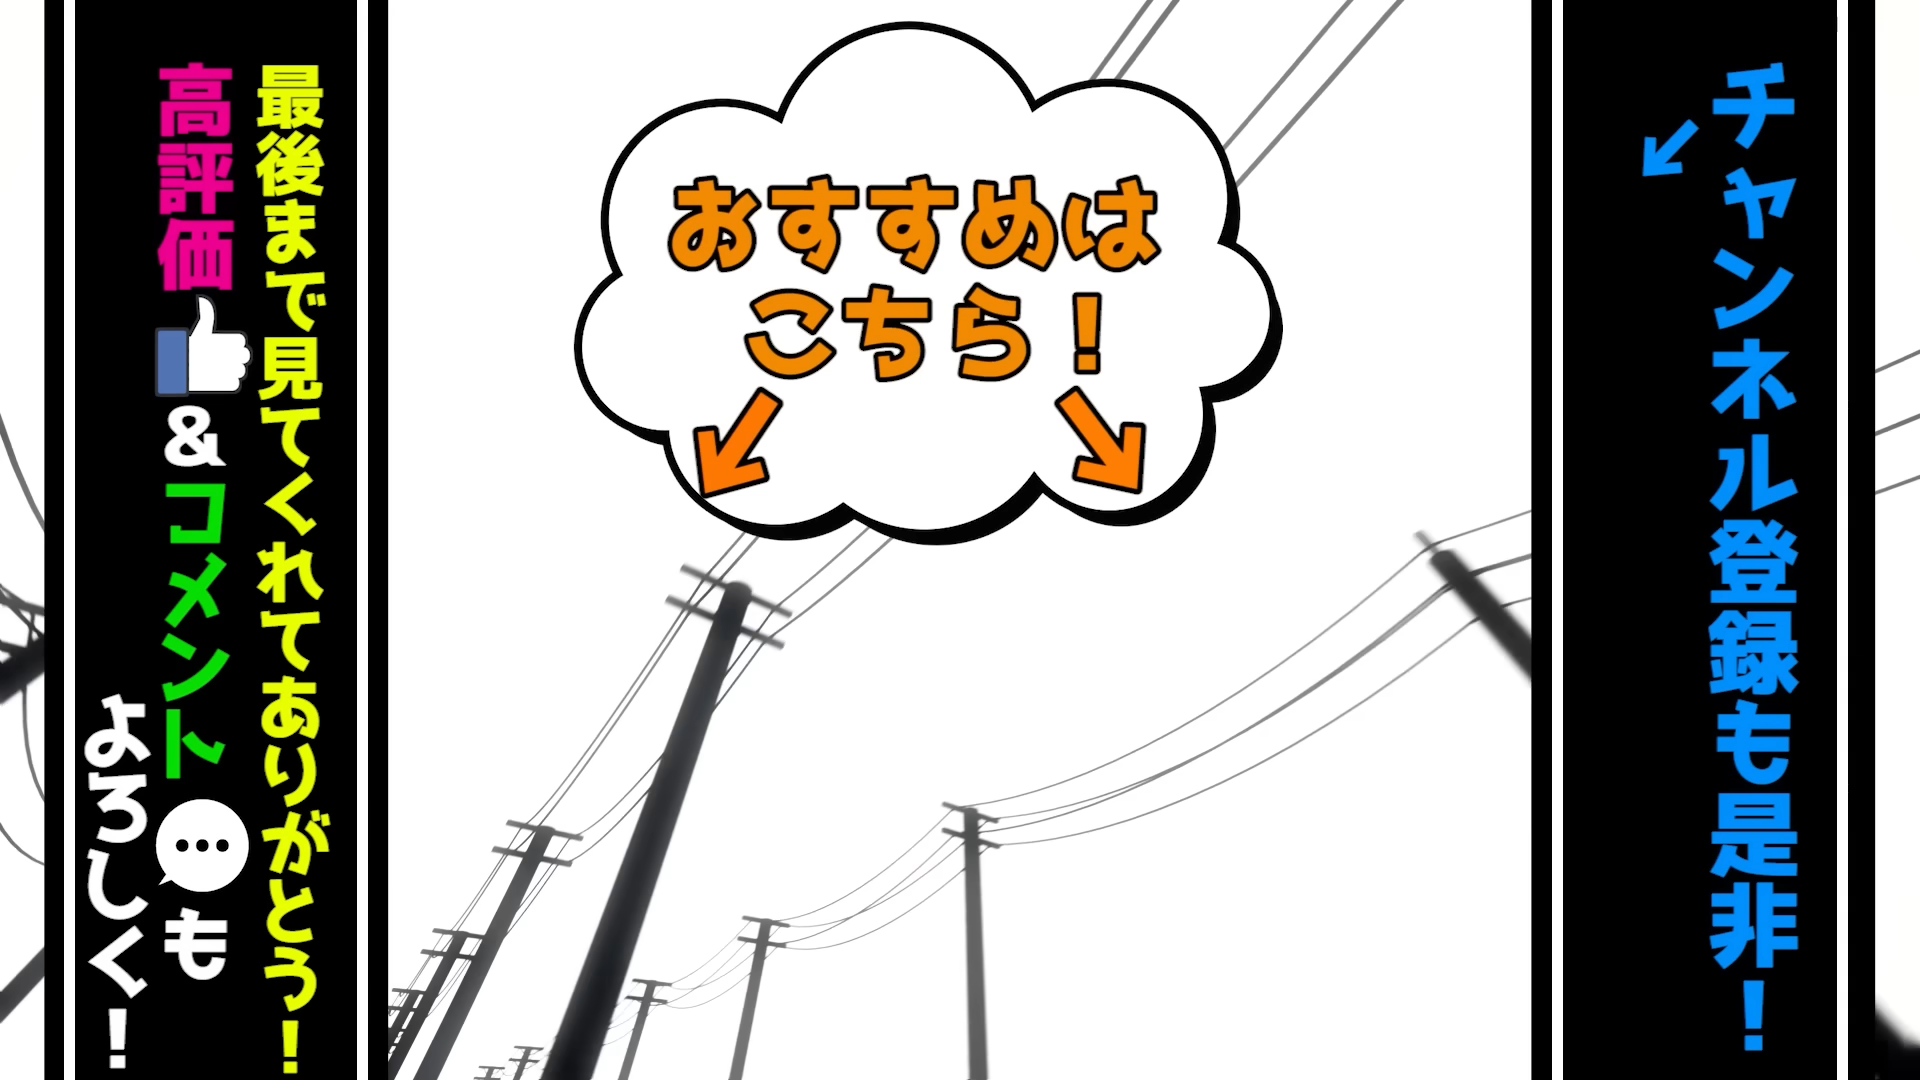 チャンネル登録も是非！
おすすめは
こちら！
最後まで見てくれてありがとう！
高評価&コメントも
よろしく！